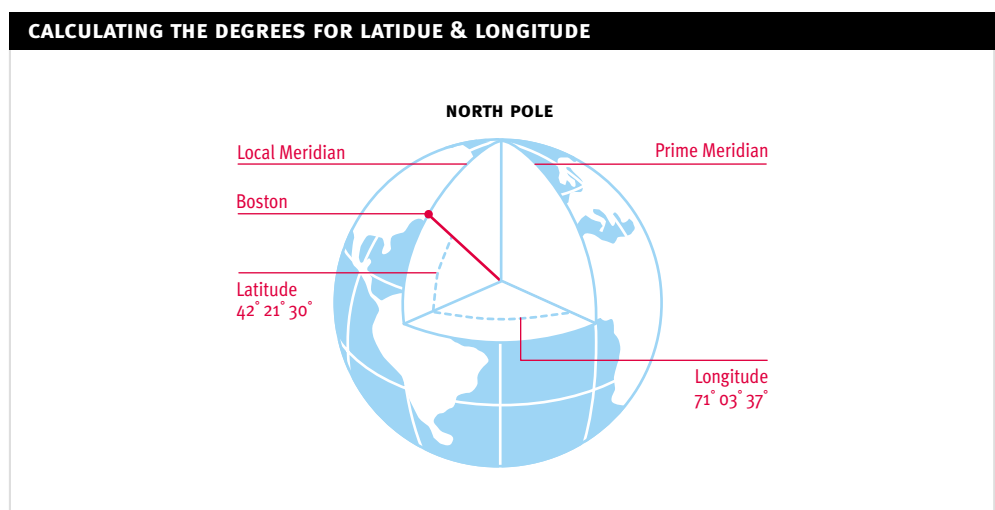 CALCULATING THE DEGREES FOR LATIDUE & LONGITUDE
NORTH POLE
Local Meridian
Prime Meridian
Boston
Latitude
42° 21° 30°
Longitude
71° 03° 37°